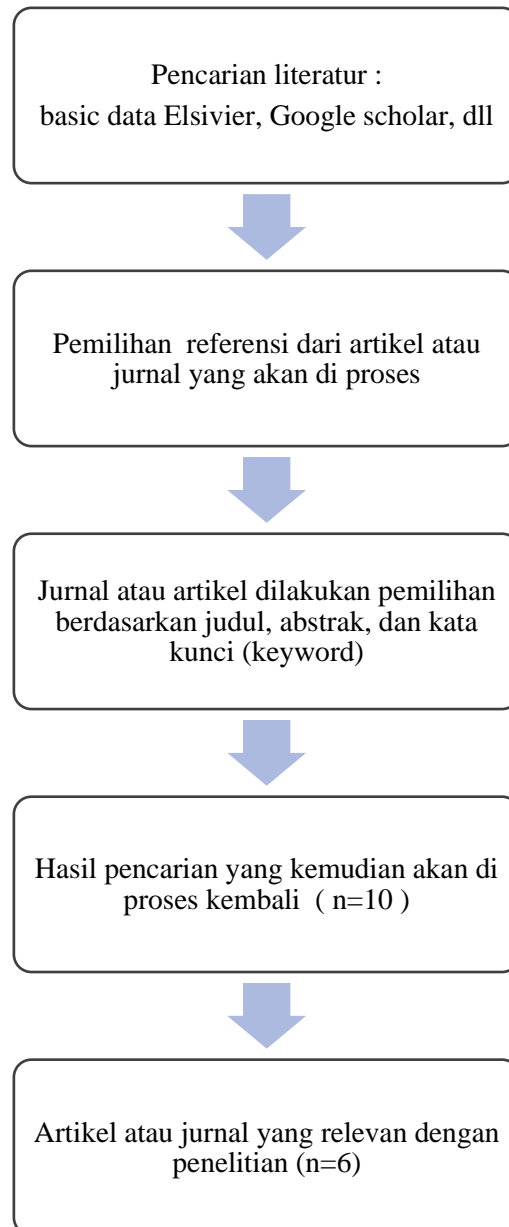 Pencarian literatur :
basic data Elsivier, Google scholar, dll
Pemilihan  referensi dari artikel atau
jurnal yang akan di proses
Jurnal atau artikel dilakukan pemilihan
berdasarkan judul, abstrak, dan kata
kunci (keyword)
Hasil pencarian yang kemudian akan di
proses kembali  ( n=10 )
Artikel atau jurnal yang relevan dengan
penelitian (n=6)